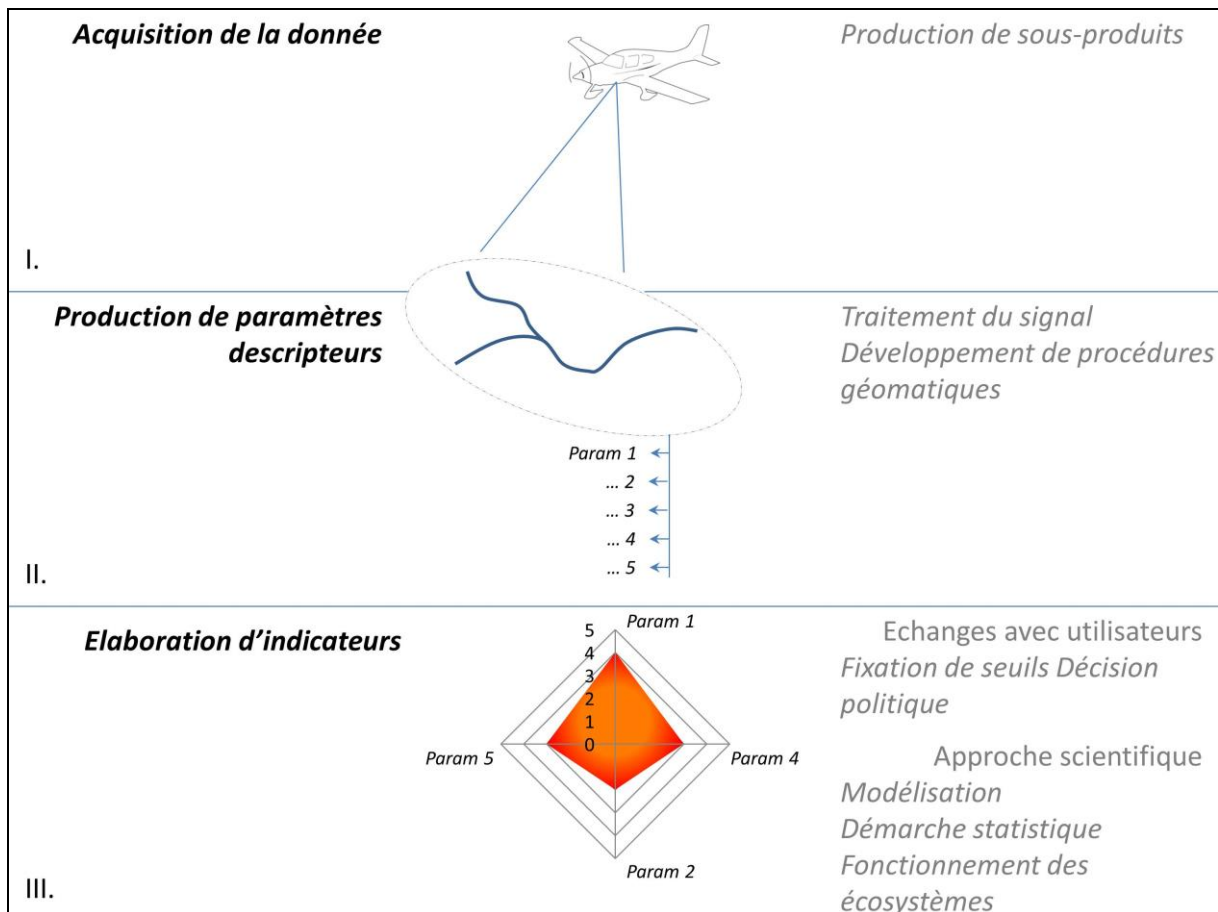 Acquisition de la donnée
Production de sous-produits
I.
Production de paramètres
descripteurs
Traitement du signal
Développement de procédures
géomatiques
Param 1
... 2
... 3
... 4
... 5
II.
Elaboration d'indicateurs
Param 1
5
4
3
2
1
0
Param 5
Param 4
Param 2
Echanges avec utilisateurs
Fixation de seuils Décision
politique
Approche scientifique
Modélisation
Démarche statistique
Fonctionnement des
écosystèmes
III.